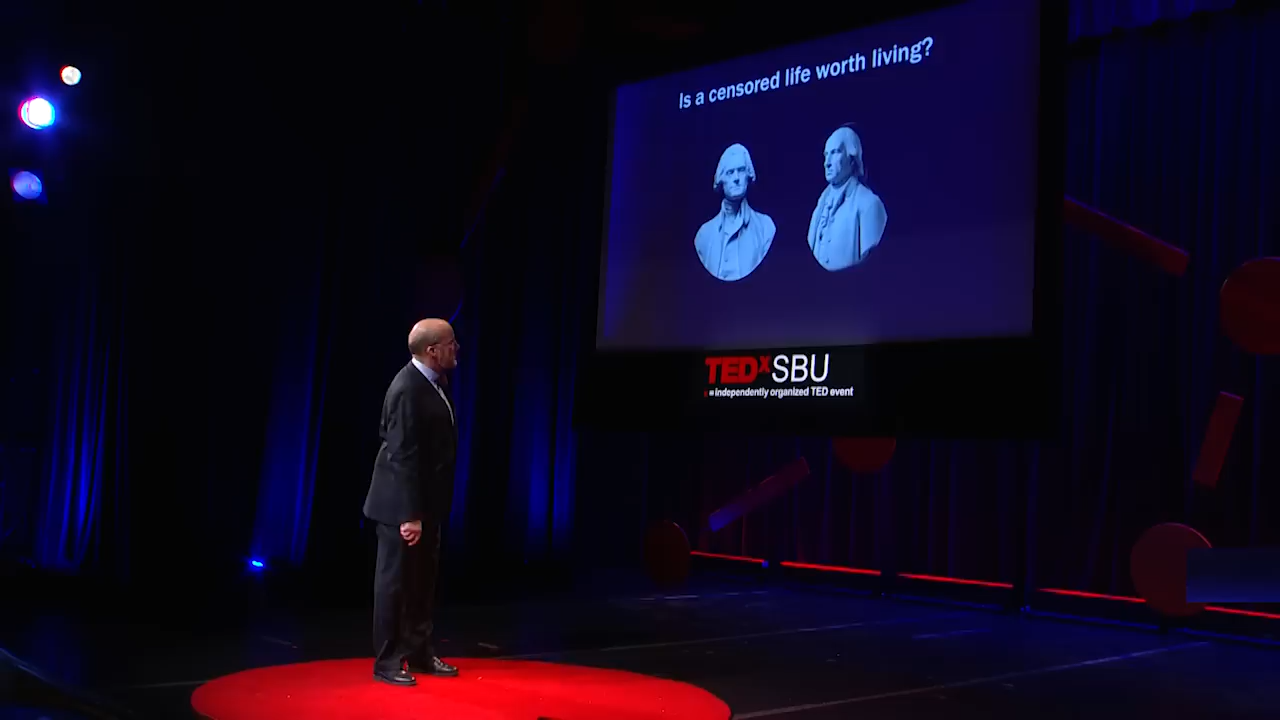 Is a censored life worth living?
TEDxSBU
x = independently organized TED event